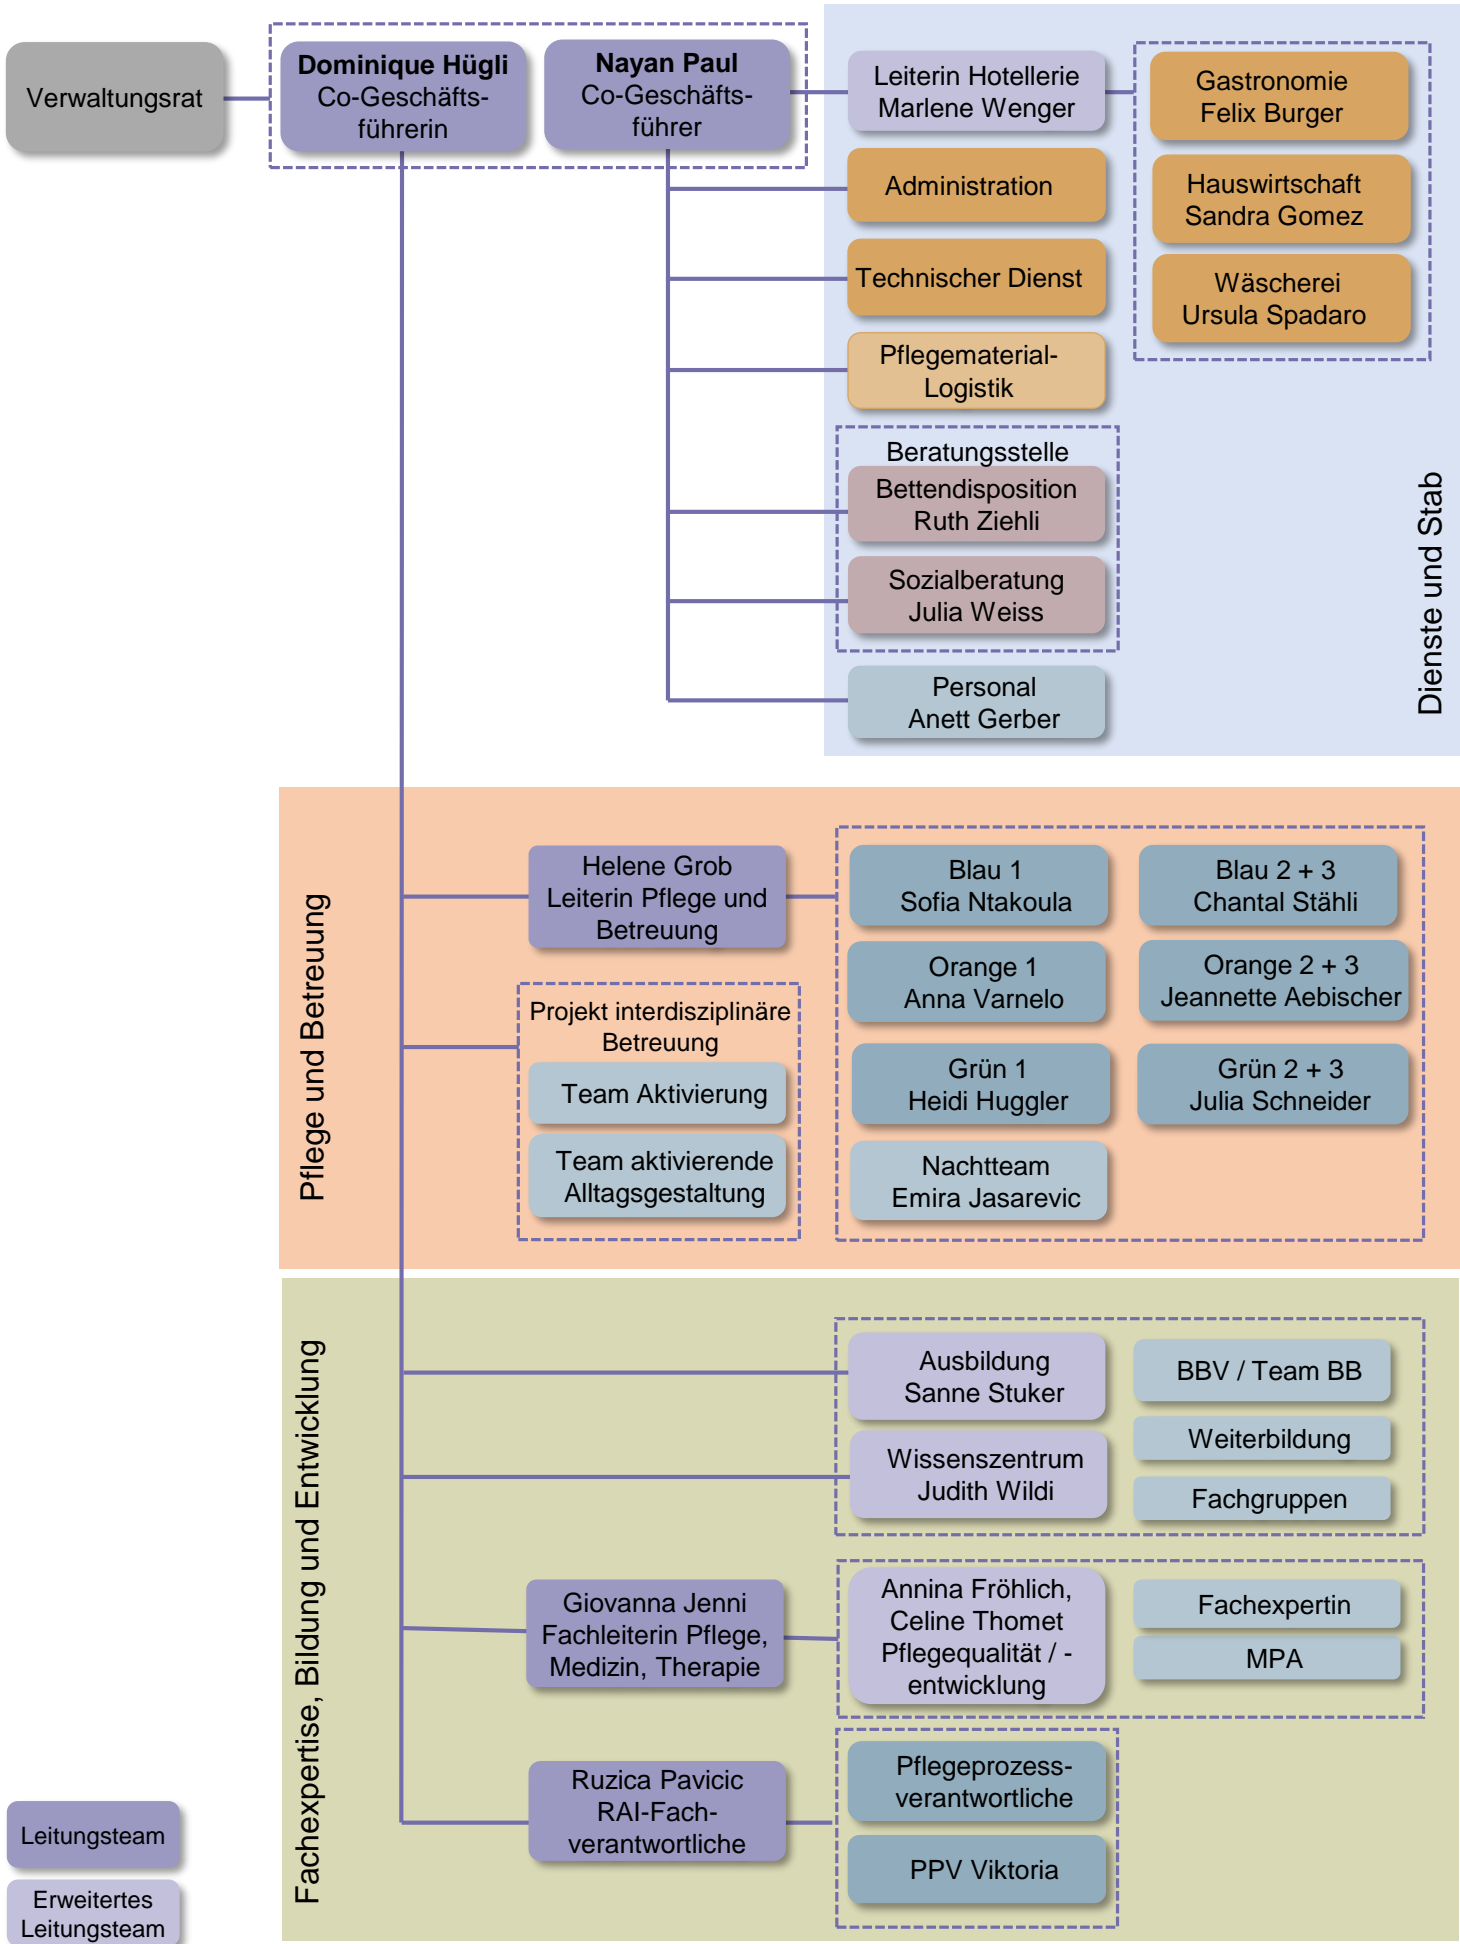 Verwaltungsrat
Dominique Hügli
Co-Geschäfts-
führerin
Nayan Paul
Co-Geschäfts-
führer
Leiterin Hotellerie
Marlene Wenger
Gastronomie
Felix Burger
Hauswirtschaft
Sandra Gomez
Wäscherei
Ursula Spadaro
Administration
Technischer Dienst
Pflegematerial-
Logistik
Beratungsstelle
Bettendisposition
Ruth Ziehli
Sozialberatung
Julia Weiss
Personal
Anett Gerber
Dienste und Stab
Pflege und Betreuung
Helene Grob
Leiterin Pflege und
Betreuung
Projekt interdisziplinäre
Betreuung
Team Aktivierung
Team aktivierende
Alltagsgestaltung
Blau 1
Sofia Ntakoula
Blau 2 + 3
Chantal Stähli
Orange 1
Anna Varnelo
Orange 2 + 3
Jeannette Aebischer
Grün 1
Heidi Huggler
Grün 2 + 3
Julia Schneider
Nachtteam
Emira Jasarevic
Fachexpertise, Bildung und Entwicklung
Ausbildung
Sanne Stuker
Wissenszentrum
Judith Wildi
BBV / Team BB
Weiterbildung
Fachgruppen
Giovanna Jenni
Fachleiterin Pflege,
Medizin, Therapie
Annina Fröhlich,
Celine Thomet
Pflegequalität / -
entwicklung
Fachexpertin
MPA
Ruzica Pavicic
RAI-Fach-
verantwortliche
Pflegeprozess-
verantwortliche
PPV Viktoria
Leitungsteam
Erweitertes
Leitungsteam